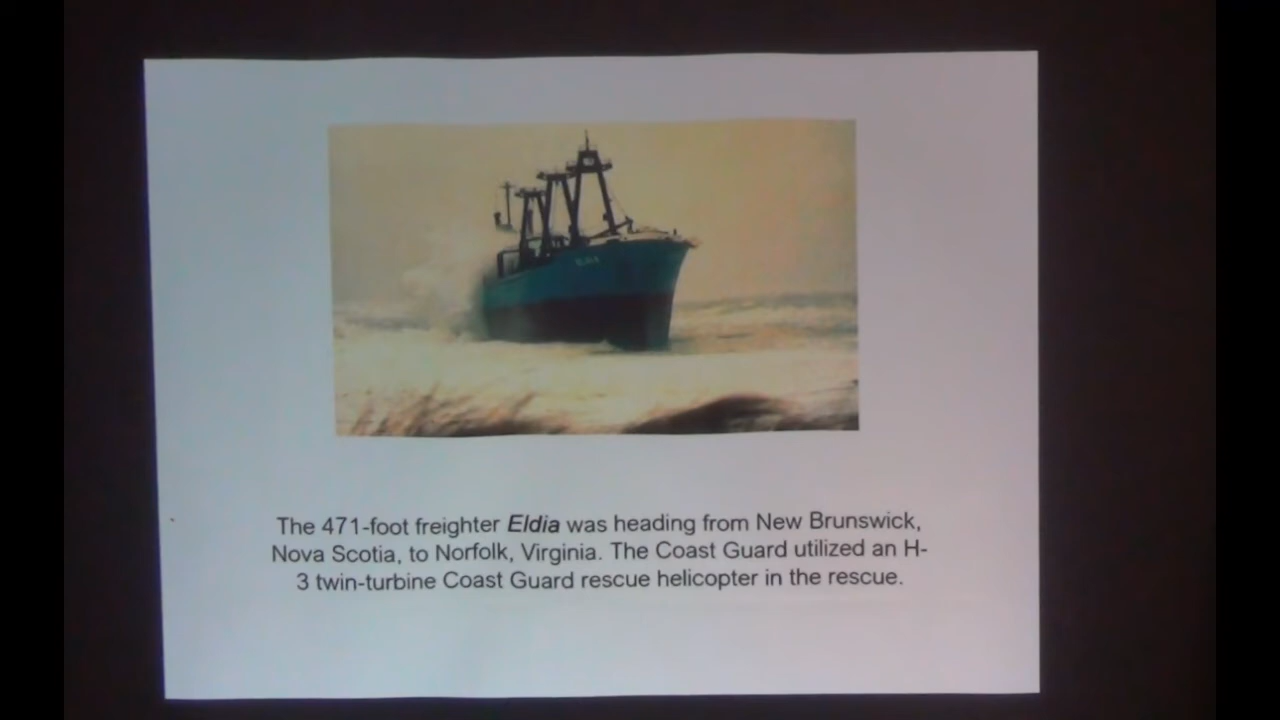 The 471-foot freighter Eldia was heading from New Brunswick,
Nova Scotia, to Norfolk, Virginia. The Coast Guard utilized an H-
3 twin-turbine Coast Guard rescue helicopter in the rescue.